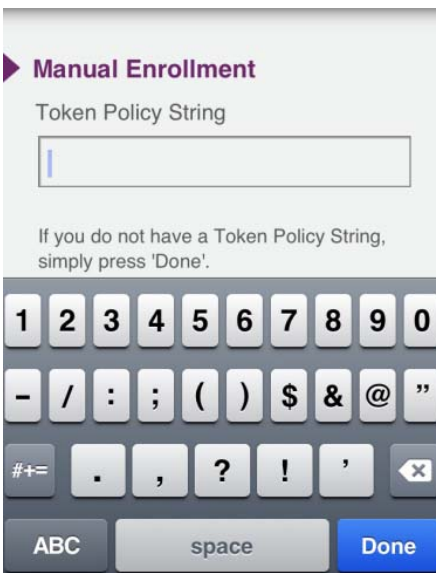 Manual Enrollment
Token Policy String
If you do not have a Token Policy String,
simply press 'Done'.
1 2 3 4 5 6 7 8 9 0
- / : ; ( ) $ & @ "
#+= . , ? ! '
ABC space Done